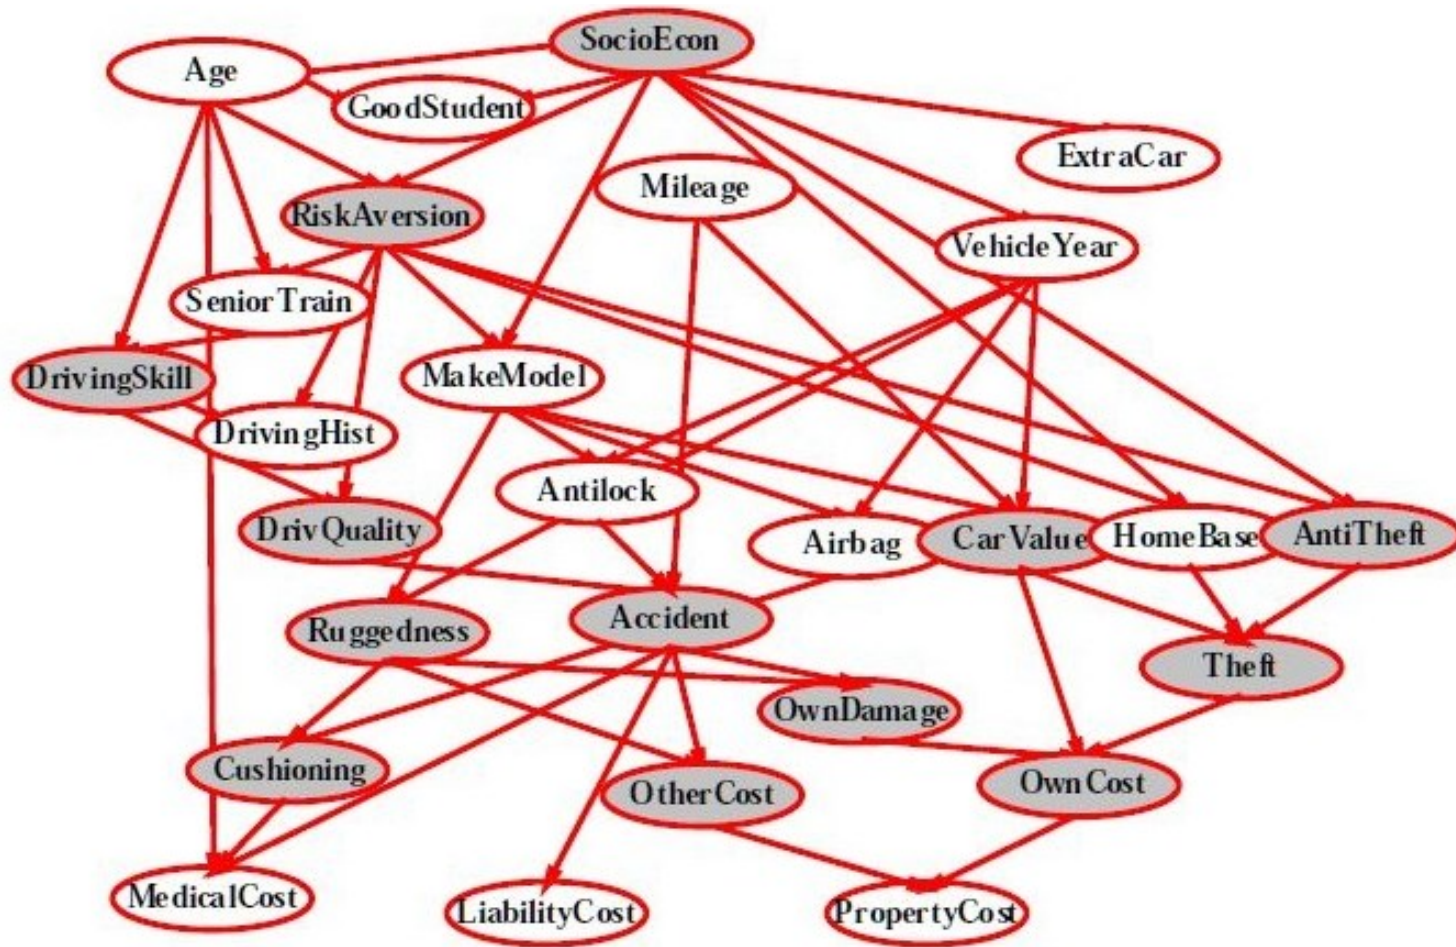 SocioEcon
Age
GoodStudent
ExtraCar
Mileage
RiskAversion
VehicleYear
SeniorTrain
DrivingSkill
MakeModel
DrivingHist
Antilock
DrivQuality
Airbag
CarValue
HomeBase
AntiTheft
Ruggedness
Accident
Theft
OwnDamage
Cushioning
OtherCost
OwnCost
MedicalCost
LiabilityCost
PropertyCost